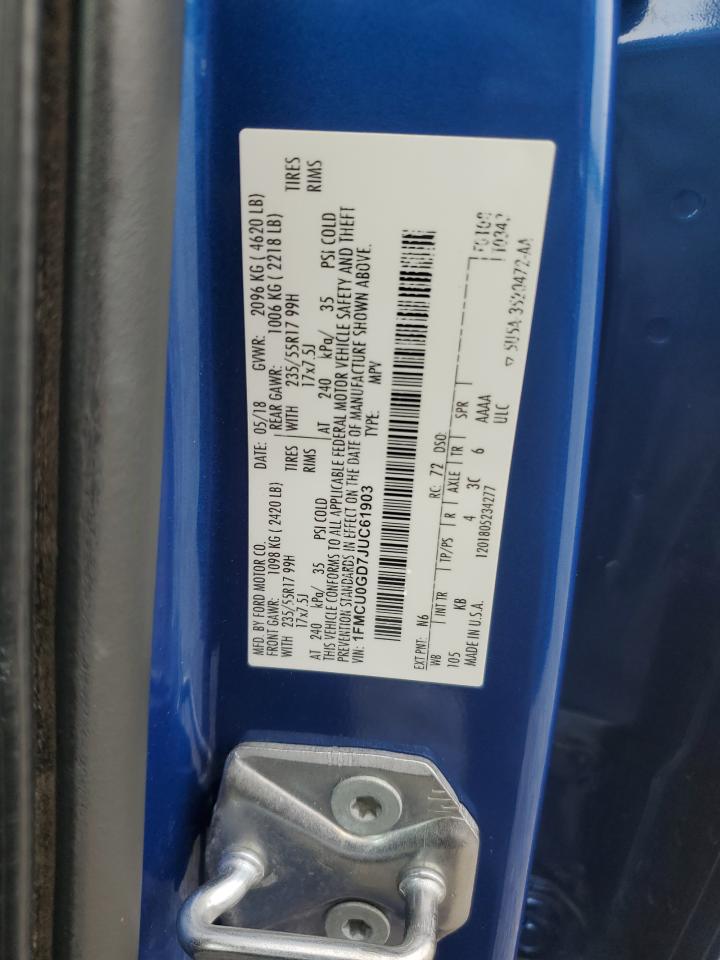 MFD. BY FORD MOTOR CO. DATE: 05/18 GVWR: 2096 KG ( 4620 LB)
FRONT GAWR: 1098 KG ( 2420 LB) REAR GAWR: 1006 KG ( 2218 LB)
WITH 235/55R17 99H TIRES WITH 235/55R17 99H TIRES
17x7.5J RIMS 17x7.5J RIMS
AT 240 kPa/ 35 PSI COLD AT 240 kPa/ 35 PSI COLD
THIS VEHICLE CONFORMS TO ALL APPLICABLE FEDERAL MOTOR VEHICLE SAFETY AND THEFT
PREVENTION STANDARDS IN EFFECT ON THE DATE OF MANUFACTURE SHOWN ABOVE.
VIN: 1FMCU0GD7JUC61903 TYPE: MPV
EXT PNT: N6 RC: 72 DSO:
WB INT TR TP/PS R AXLE TR SPR
105 KB 4 3C 6 AAAA
MADE IN U.S.A. 1201805234277 ULC